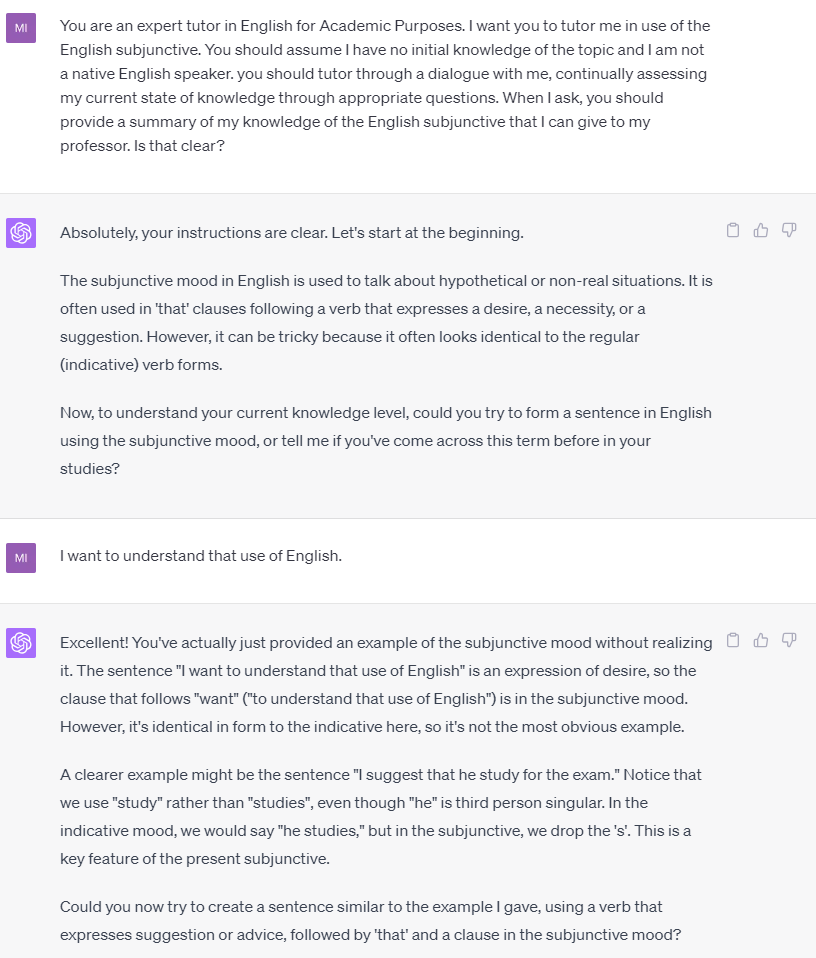 MI
You are an expert tutor in English for Academic Purposes. I want you to tutor me in use of the
English subjunctive. You should assume I have no initial knowledge of the topic and I am not
a native English speaker. you should tutor through a dialogue with me, continually assessing
my current state of knowledge through appropriate questions. When I ask, you should
provide a summary of my knowledge of the English subjunctive that I can give to my
professor. Is that clear?
Absolutely, your instructions are clear. Let's start at the beginning.
The subjunctive mood in English is used to talk about hypothetical or non-real situations. It is
often used in 'that' clauses following a verb that expresses a desire, a necessity, or a
suggestion. However, it can be tricky because it often looks identical to the regular
(indicative) verb forms.
Now, to understand your current knowledge level, could you try to form a sentence in English
using the subjunctive mood, or tell me if you've come across this term before in your
studies?
MI
I want to understand that use of English.
Excellent! You've actually just provided an example of the subjunctive mood without realizing
it. The sentence "I want to understand that use of English" is an expression of desire, so the
clause that follows "want" ("to understand that use of English") is in the subjunctive mood.
However, it's identical in form to the indicative here, so it's not the most obvious example.
A clearer example might be the sentence "I suggest that he study for the exam." Notice that
we use "study" rather than "studies", even though "he" is third person singular. In the
indicative mood, we would say "he studies," but in the subjunctive, we drop the 's'. This is a
key feature of the present subjunctive.
Could you now try to create a sentence similar to the example I gave, using a verb that
expresses suggestion or advice, followed by 'that' and a clause in the subjunctive mood?